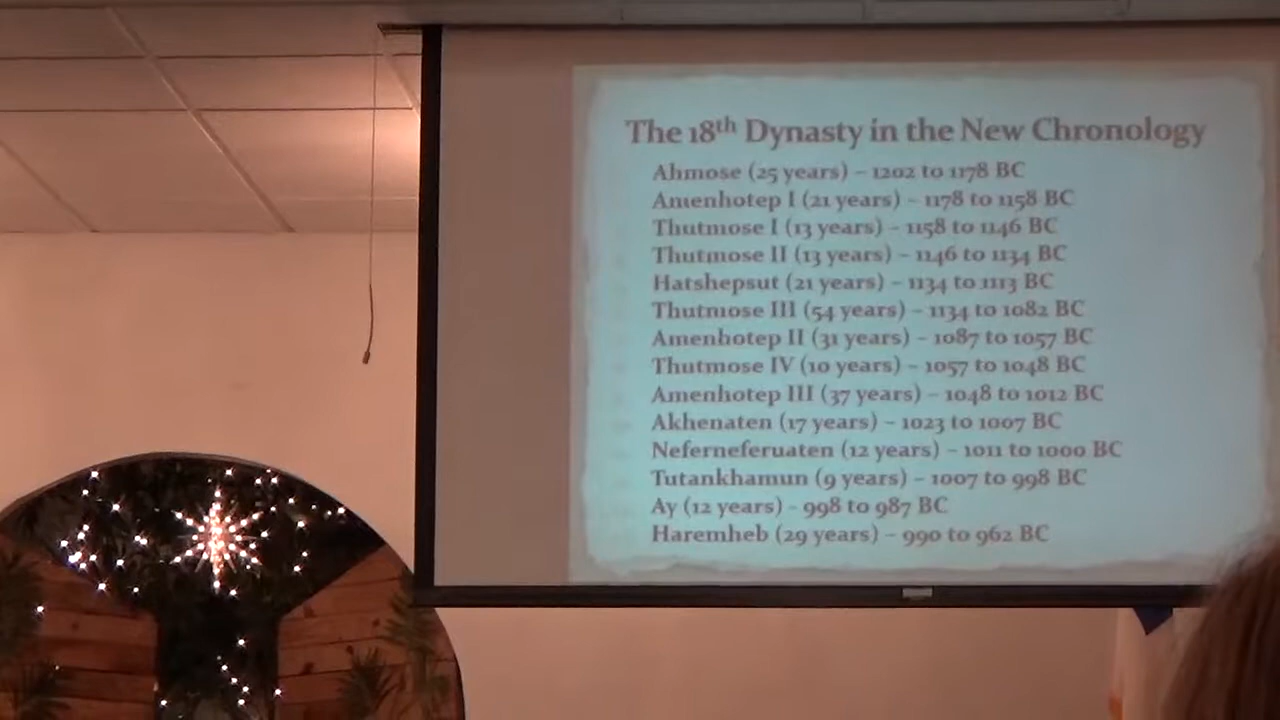 The 18th Dynasty in the New Chronology
Ahmose (25 years) – 1202 to 1178 BC
Amenhotep I (21 years) – 1178 to 1158 BC
Thutmose I (13 years) – 1158 to 1146 BC
Thutmose II (13 years) – 1146 to 1134 BC
Hatshepsut (21 years) – 1134 to 1113 BC
Thutmose III (54 years) – 1134 to 1082 BC
Amenhotep II (31 years) – 1087 to 1057 BC
Thutmose IV (10 years) – 1057 to 1048 BC
Amenhotep III (37 years) – 1048 to 1012 BC
Akhenaten (17 years) – 1023 to 1007 BC
Neferneferuaten (12 years) – 1011 to 1000 BC
Tutankhamun (9 years) – 1007 to 998 BC
Ay (12 years) - 998 to 987 BC
Haremheb (29 years) – 990 to 962 BC